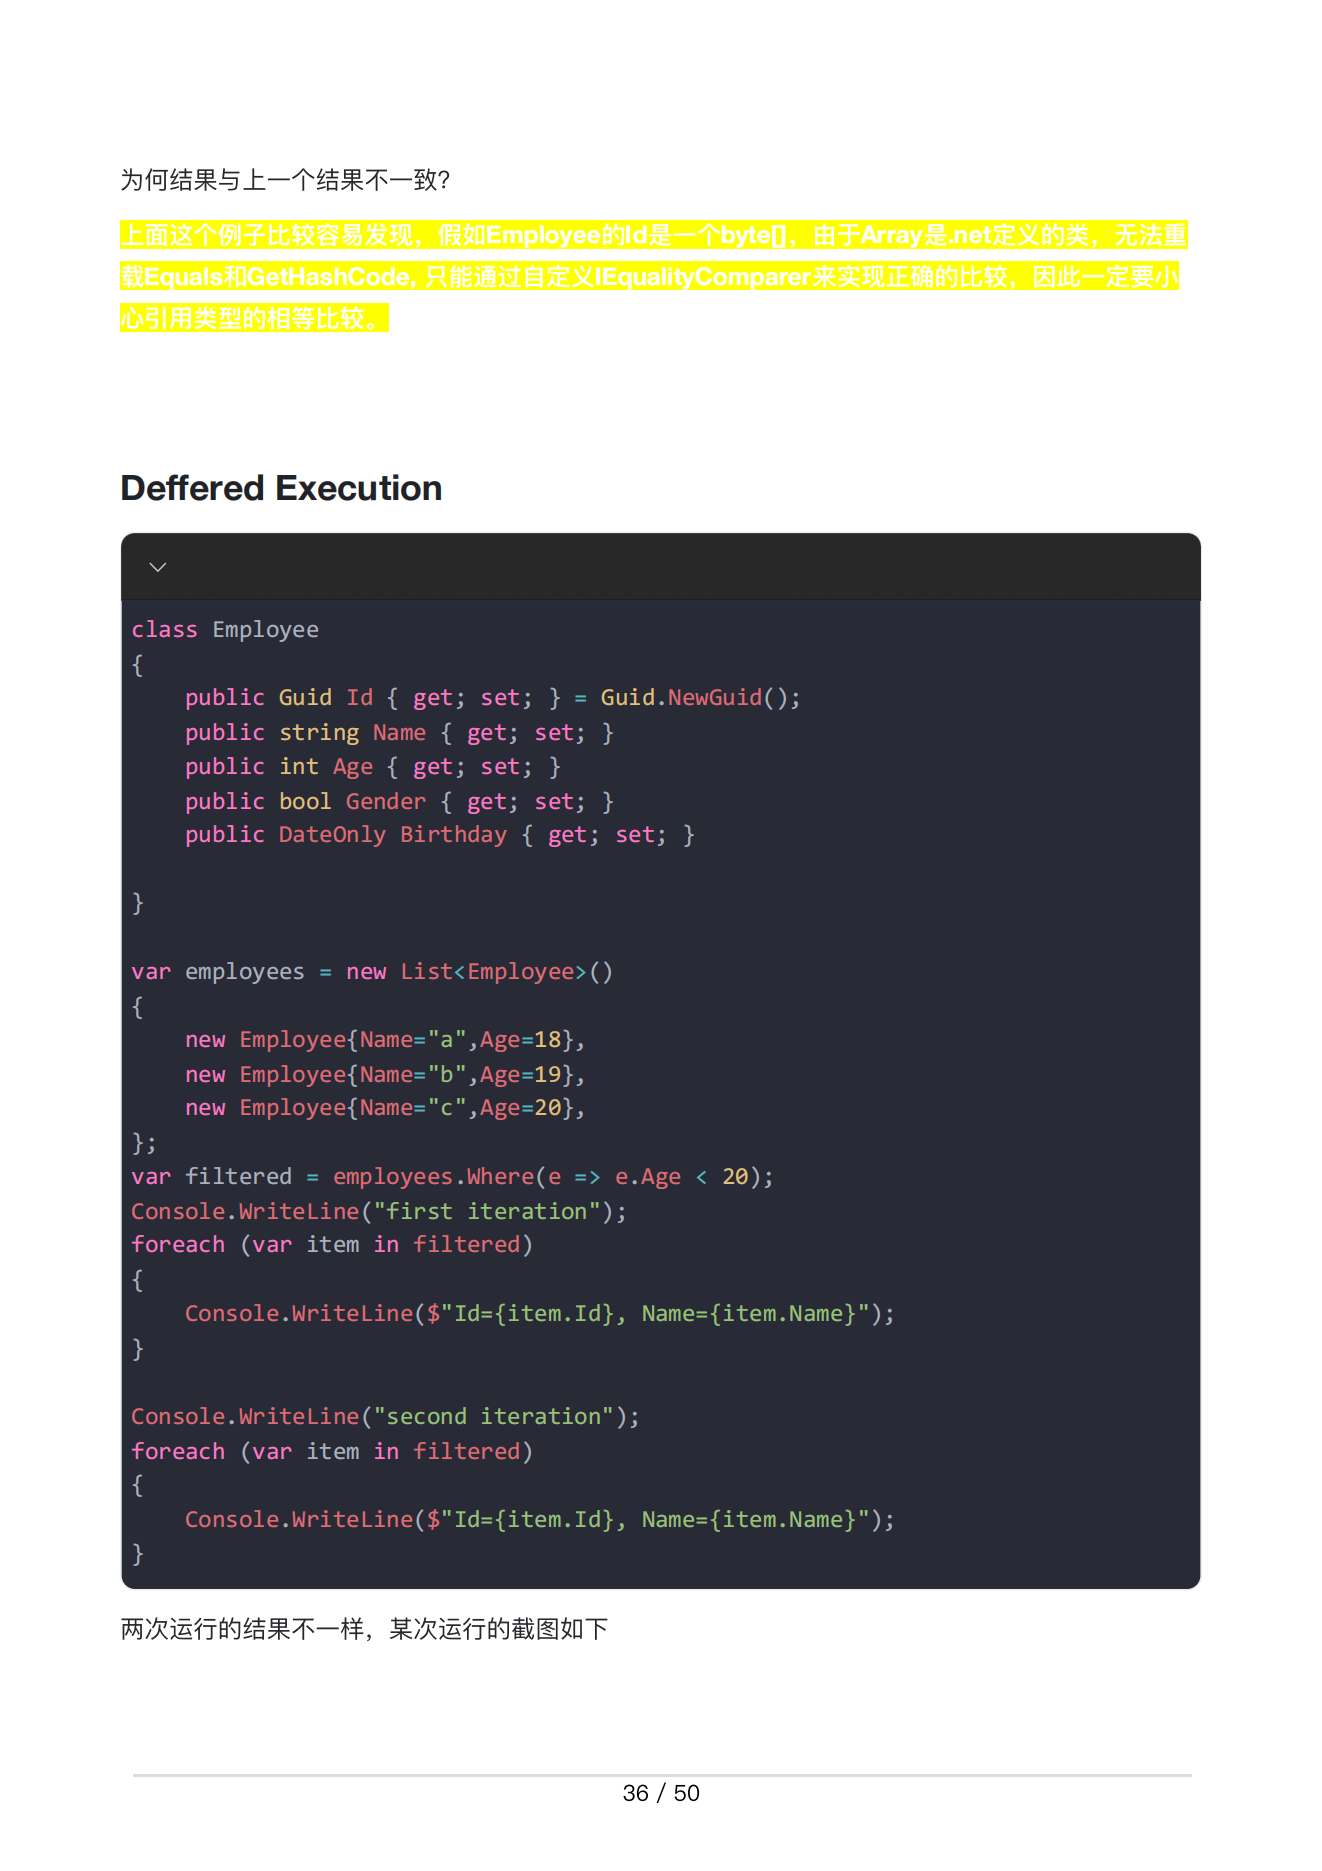 为何结果与上一个结果不一致?
上面这个例子比较容易发现，假如Employee的Id是一个byte[]，由于Array是.net定义的类，无法重
载Equals和GetHashCode, 只能通过自定义IEqualityComparer来实现正确的比较，因此一定要小
心引用类型的相等比较。
Deffered Execution
class Employee
{
    public Guid Id { get; set; } = Guid.NewGuid();
    public string Name { get; set; }
    public int Age { get; set; }
    public bool Gender { get; set; }
    public DateOnly Birthday { get; set; }
}
var employees = new List<Employee>()
{
    new Employee{Name="a",Age=18},
    new Employee{Name="b",Age=19},
    new Employee{Name="c",Age=20},
};
var filtered = employees.Where(e => e.Age < 20);
Console.WriteLine("first iteration");
foreach (var item in filtered)
{
    Console.WriteLine($"Id={item.Id}, Name={item.Name}");
}
Console.WriteLine("second iteration");
foreach (var item in filtered)
{
    Console.WriteLine($"Id={item.Id}, Name={item.Name}");
}
两次运行的结果不一样，某次运行的截图如下
36 / 50